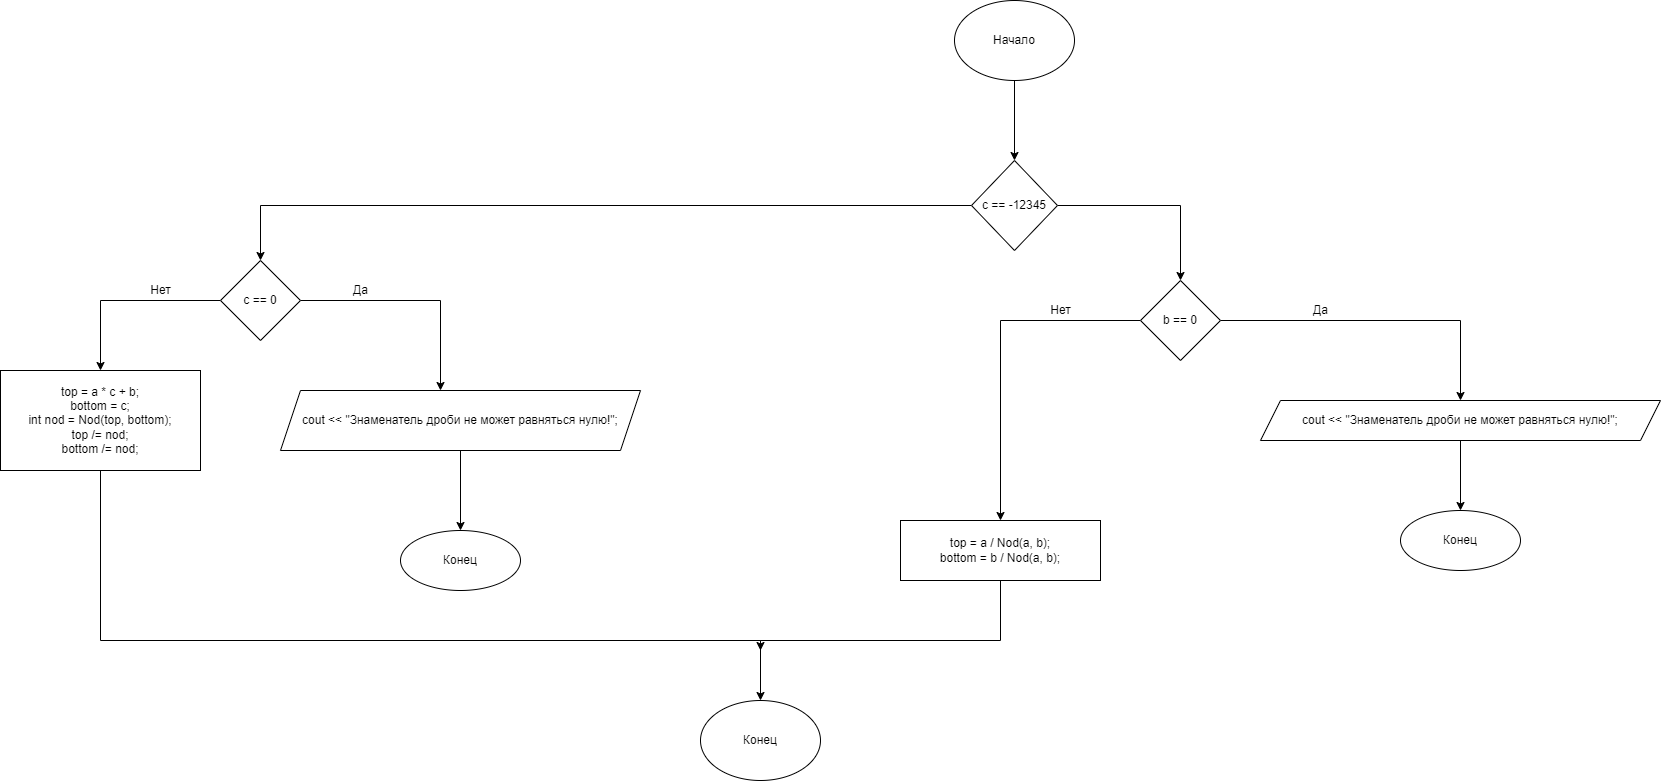 Начало
c == -12345
c == 0
Нет
Да
b == 0
Нет
Да
top = a * c + b;
bottom = c;
int nod = Nod(top, bottom);
top /= nod;
bottom /= nod;
cout << "Знаменатель дроби не может равняться нулю!";
cout << "Знаменатель дроби не может равняться нулю!";
Конец
top = a / Nod(a, b);
bottom = b / Nod(a, b);
Конец
Конец